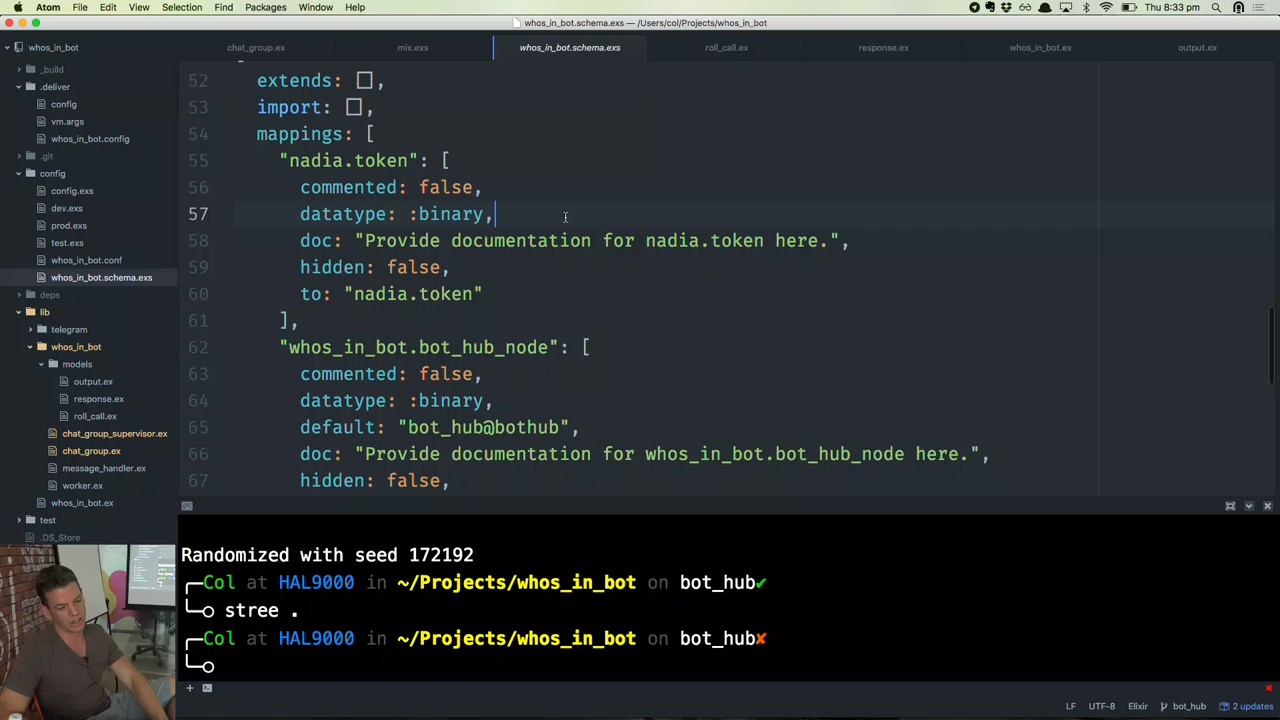 Atom File Edit View Selection Find Packages Window Help
Thu 8:33 pm
whos_in_bot.schema.exs — /Users/col/Projects/whos_in_bot
whos_in_bot
chat_group.ex
mix.exs
whos_in_bot.schema.exs
roll_call.ex
response.ex
whos_in_bot.ex
output.ex
_build
.deliver
config
vm.args
whos_in_bot.config
.git
config
config.exs
dev.exs
prod.exs
test.exs
whos_in_bot.conf
whos_in_bot.schema.exs
deps
lib
telegram
whos_in_bot
models
output.ex
response.ex
roll_call.ex
chat_group_supervisor.ex
chat_group.ex
message_handler.ex
worker.ex
whos_in_bot.ex
test
.DS_Store
52 extends: [],
53 import: [],
54 mappings: [
55 "nadia.token": [
56 commented: false,
57 datatype: :binary,
58 doc: "Provide documentation for nadia.token here.",
59 hidden: false,
60 to: "nadia.token"
61 ],
62 "whos_in_bot.bot_hub_node": [
63 commented: false,
64 datatype: :binary,
65 default: "bot_hub@bothub",
66 doc: "Provide documentation for whos_in_bot.bot_hub_node here.",
67 hidden: false,
Randomized with seed 172192
Col at HAL9000 in ~/Projects/whos_in_bot on bot_hub✔
stree .
Col at HAL9000 in ~/Projects/whos_in_bot on bot_hub✘
LF UTF-8 Elixir bot_hub 2 updates